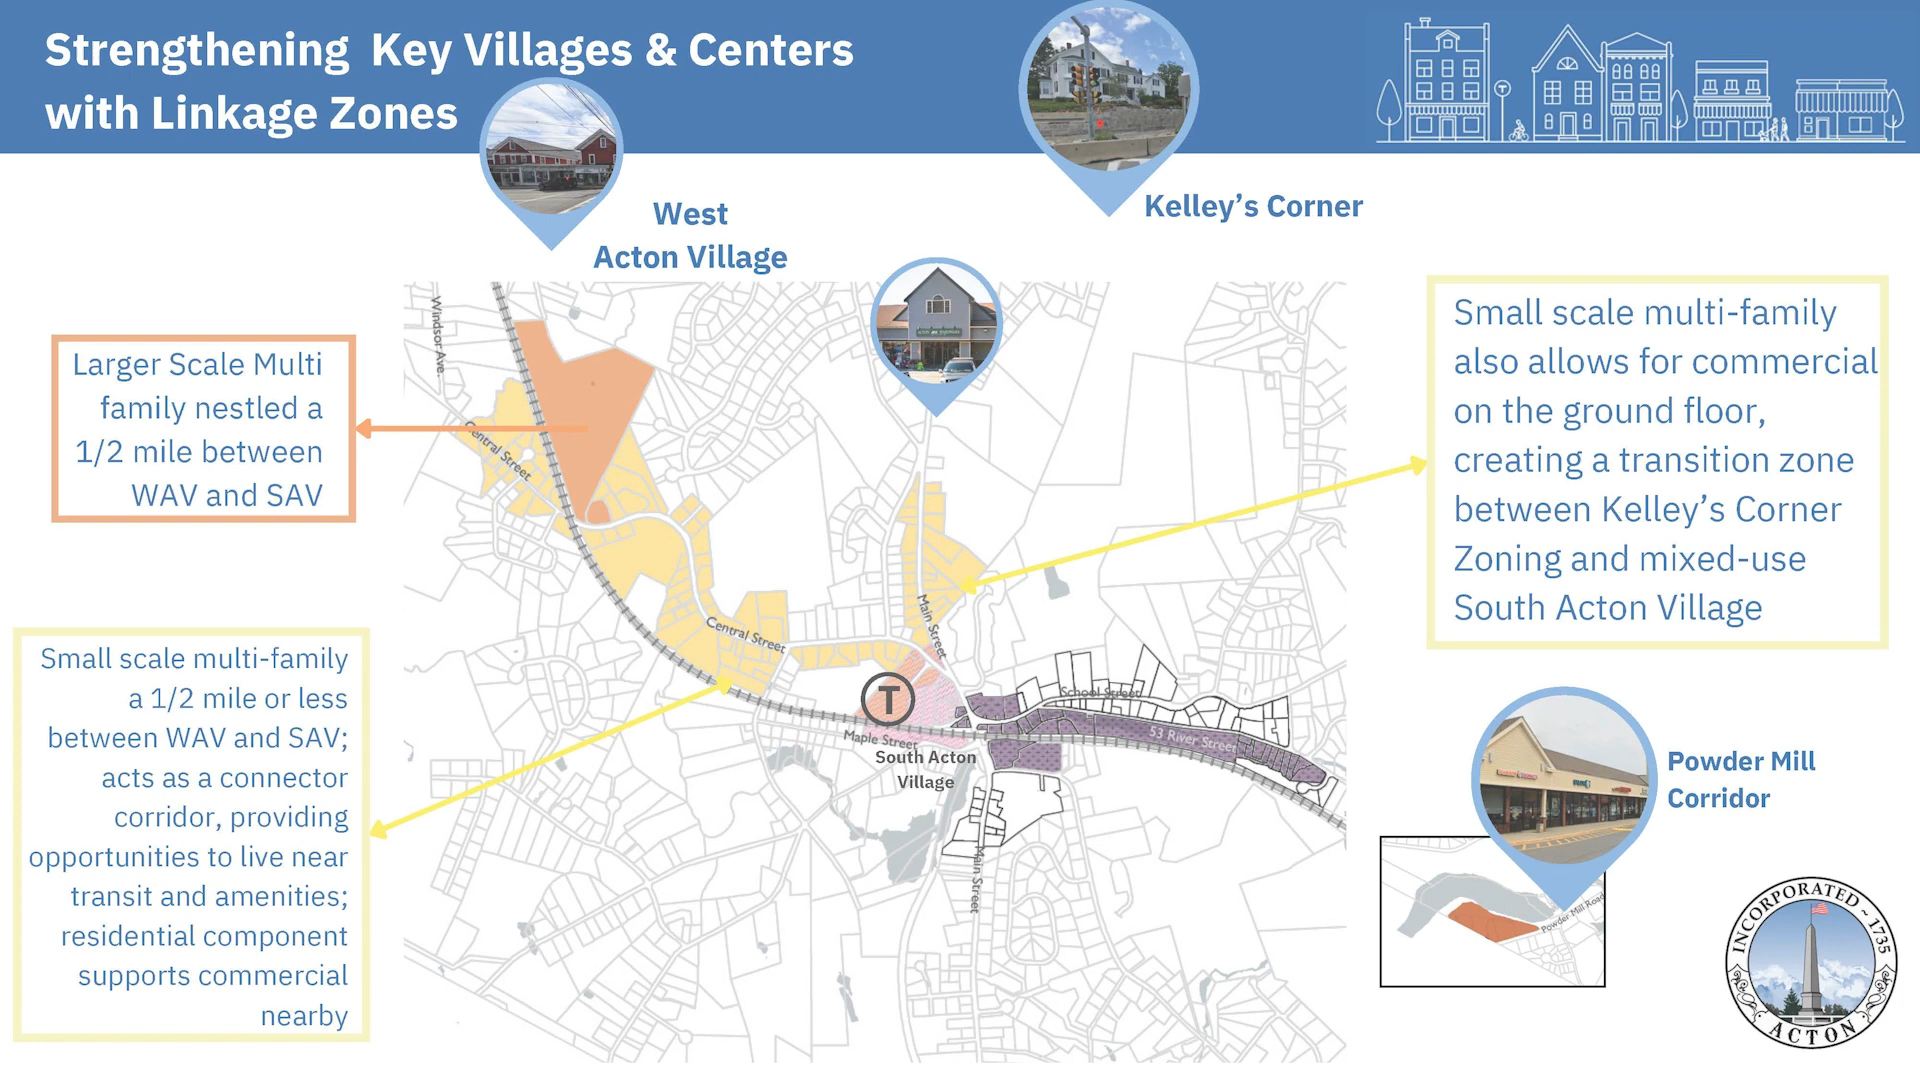 Strengthening Key Villages & Centers
with Linkage Zones
West
Acton Village
Kelley's Corner
Larger Scale Multi
family nestled a
1/2 mile between
WAV and SAV
Small scale multi-family
a 1/2 mile or less
between WAV and SAV;
acts as a connector
corridor, providing
opportunities to live near
transit and amenities;
residential component
supports commercial
nearby
Small scale multi-family
also allows for commercial
on the ground floor,
creating a transition zone
between Kelley's Corner
Zoning and mixed-use
South Acton Village
Windsor Ave.
Central Street
Central Street
Main Street
T
School Street
53 River Street
Maple Street
South Acton
Village
Main Street
Powder Mill
Corridor
Powder Mill Road
INCORPORATED ~ 1735
ACTON
T